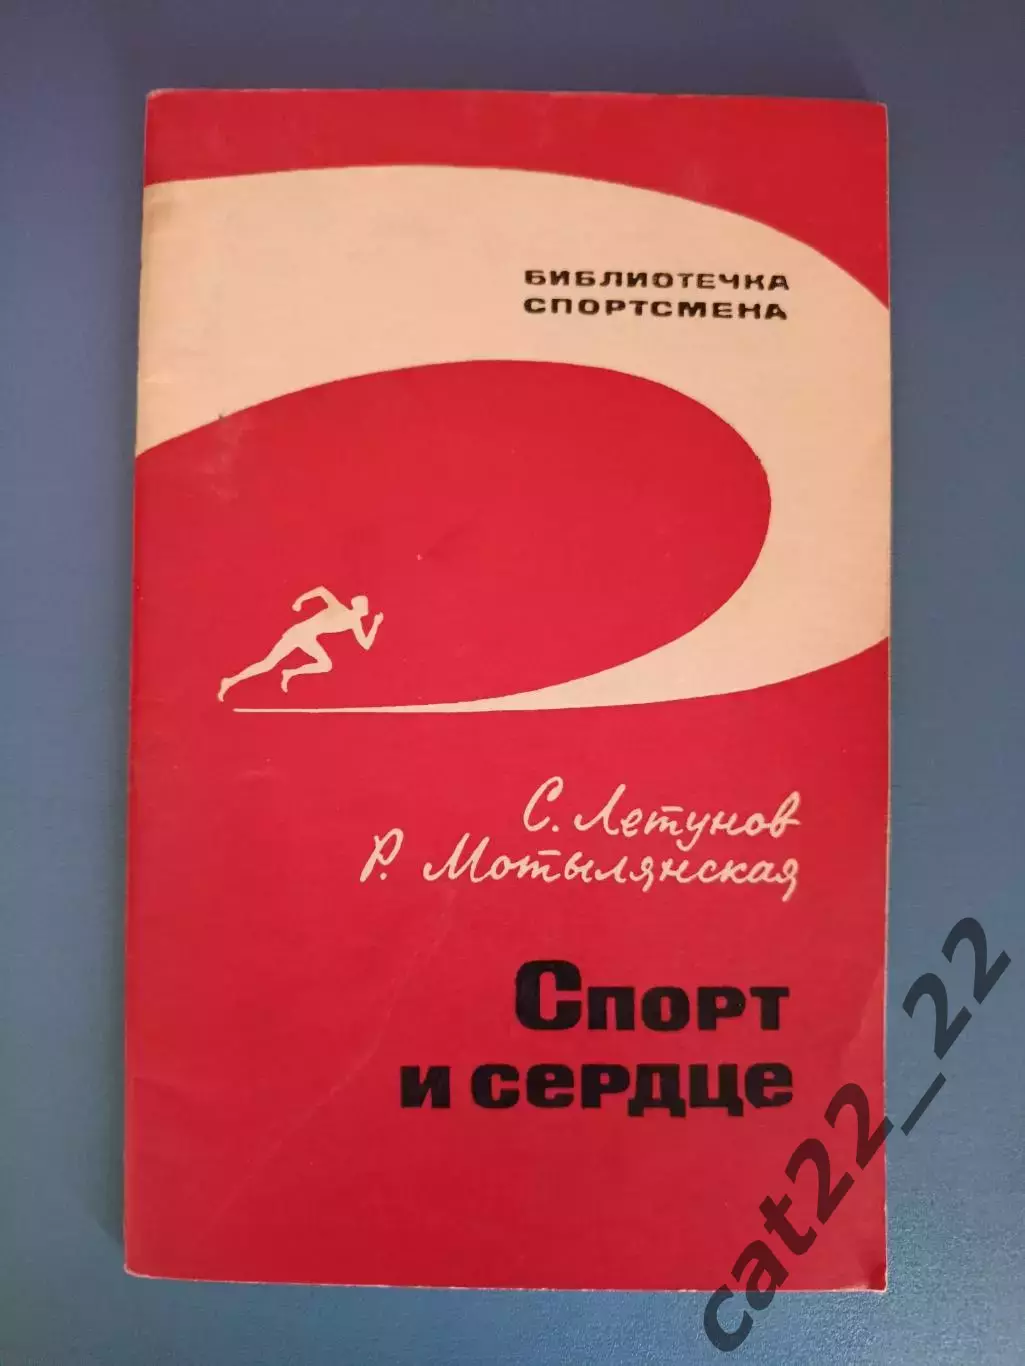 БИБЛИОТЕЧКА
СПОРТСМЕНА
С. Летунов
Р. Мотылянская
Спорт
и сердце
cat22_22